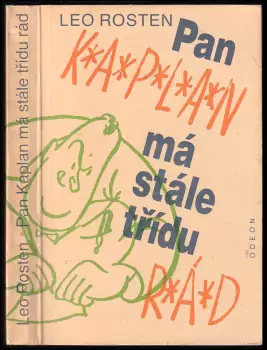 Leo Rosten - Pan Kaplan má stále třídu rád
LEO ROSTEN
Pan
K*A*P*L*A*N
má
stále
třídu
R*Á*D
ODEON